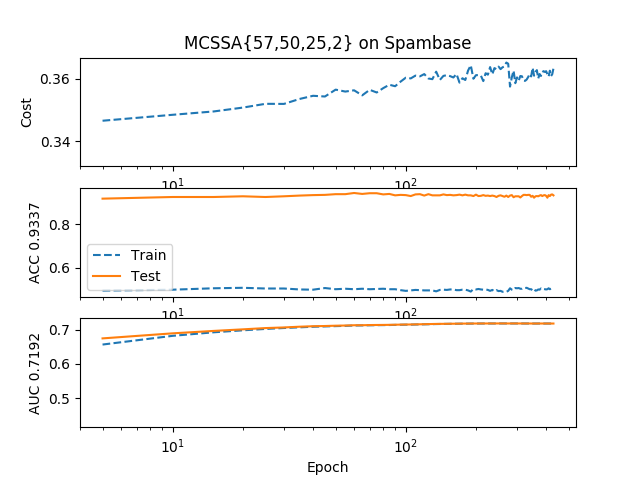 MCSSA{57,50,25,2} on Spambase
Cost
0.36
0.34
10^1
10^2
ACC 0.9337
0.8
0.6
Train
Test
10^1
10^2
AUC 0.7192
0.7
0.6
0.5
10^1
10^2
Epoch